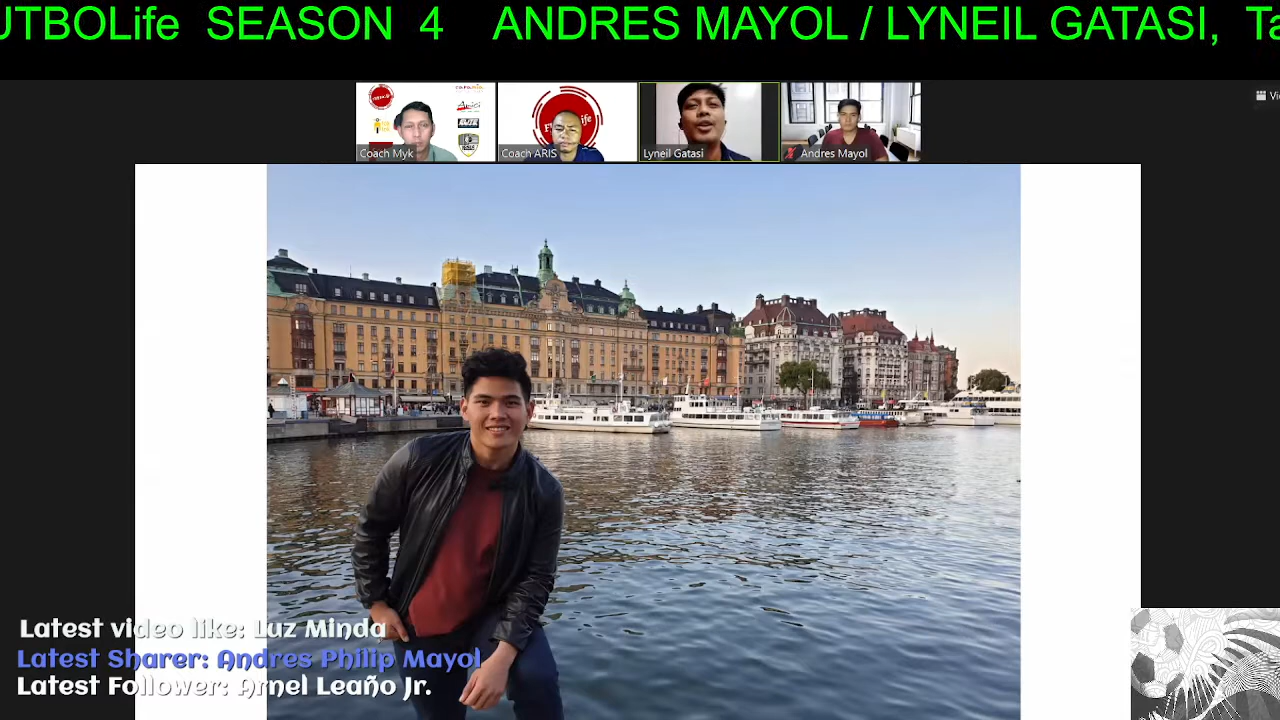 UTBOLife SEASON 4 ANDRES MAYOL / LYNEIL GATASI, Ta
Coach Myk
Coach ARIS
Lyneil Gatasi
Andres Mayol
Latest video like: Luz Minda
Latest Sharer: Andres Philip Mayol
Latest Follower: Arnel Leaño Jr.